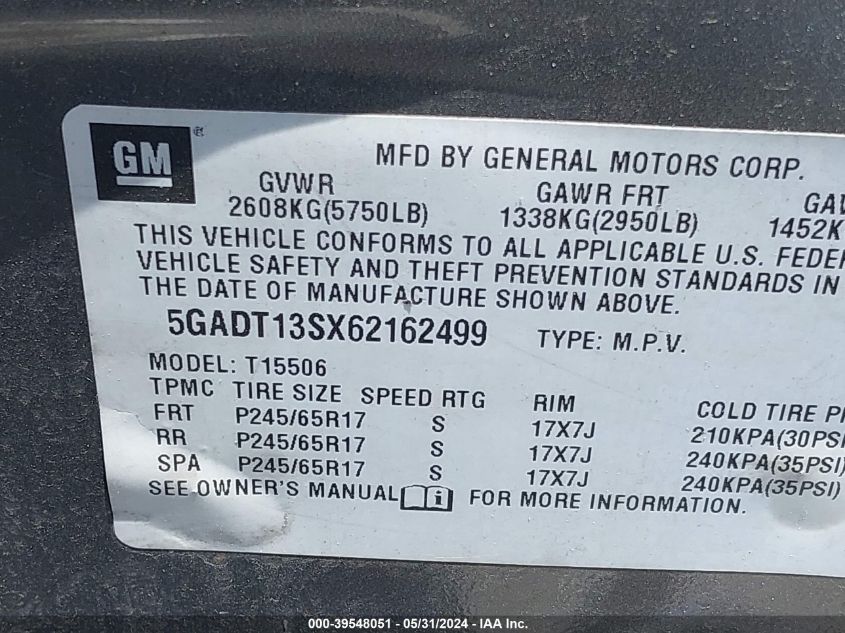 GM ®
MFD BY GENERAL MOTORS CORP.
GVWR GAWR FRT
2608KG(5750LB) 1338KG(2950LB)
THIS VEHICLE CONFORMS TO ALL APPLICABLE U.S.
VEHICLE SAFETY AND THEFT PREVENTION STANDARDS IN
THE DATE OF MANUFACTURE SHOWN ABOVE.
5GADT13SX62162499 TYPE: M.P.V.
MODEL: T15506
TPMC TIRE SIZE SPEED RTG RIM COLD TIRE
FRT P245/65R17 S 17X7J 210KPA(30PSI
RR P245/65R17 S 17X7J 240KPA(35PSI)
SPA P245/65R17 S 17X7J 240KPA(35PSI)
SEE OWNER'S MANUAL i FOR MORE INFORMATION.
000-39548051 - 05/31/2024 - IAA Inc.